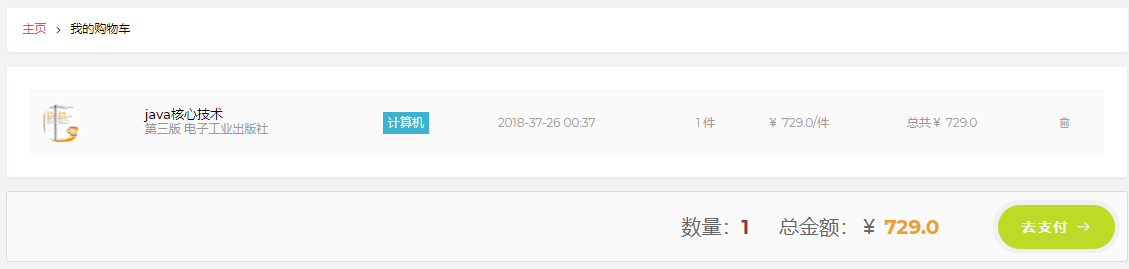 主页 > 我的购物车
java核心技术
第三版 电子工业出版社
计算机
2018-37-26 00:37
1 件
¥ 729.0/件
总共 ¥ 729.0
数量：1 总金额：¥ 729.0
去支付 →